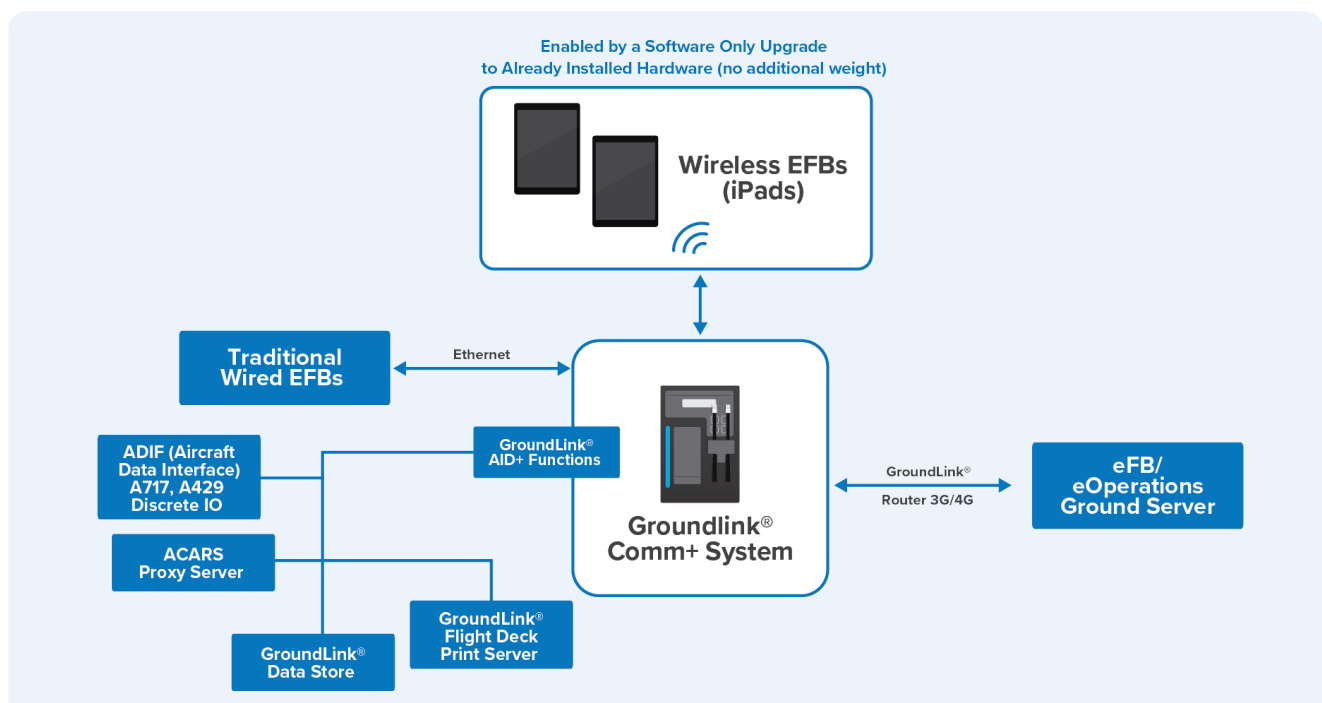 Enabled by a Software Only Upgrade
to Already Installed Hardware (no additional weight)
Wireless EFBs
(iPads)
Traditional
Wired EFBs
Ethernet
GroundLink®
AID+ Functions
ADIF (Aircraft
Data Interface)
A717, A429
Discrete IO
Groundlink®
Comm+ System
GroundLink®
Router 3G/4G
eFB/
eOperations
Ground Server
ACARS
Proxy Server
GroundLink®
Flight Deck
Print Server
GroundLink®
Data Store